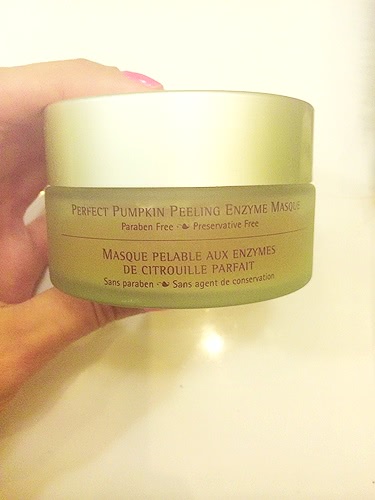 PERFECT PUMPKIN PEELING ENZYME MASQUE
Paraben Free ❧ Preservative Free
MASQUE PELABLE AUX ENZYMES
DE CITROUILLE PARFAIT
Sans paraben ❧ Sans agent de conservation